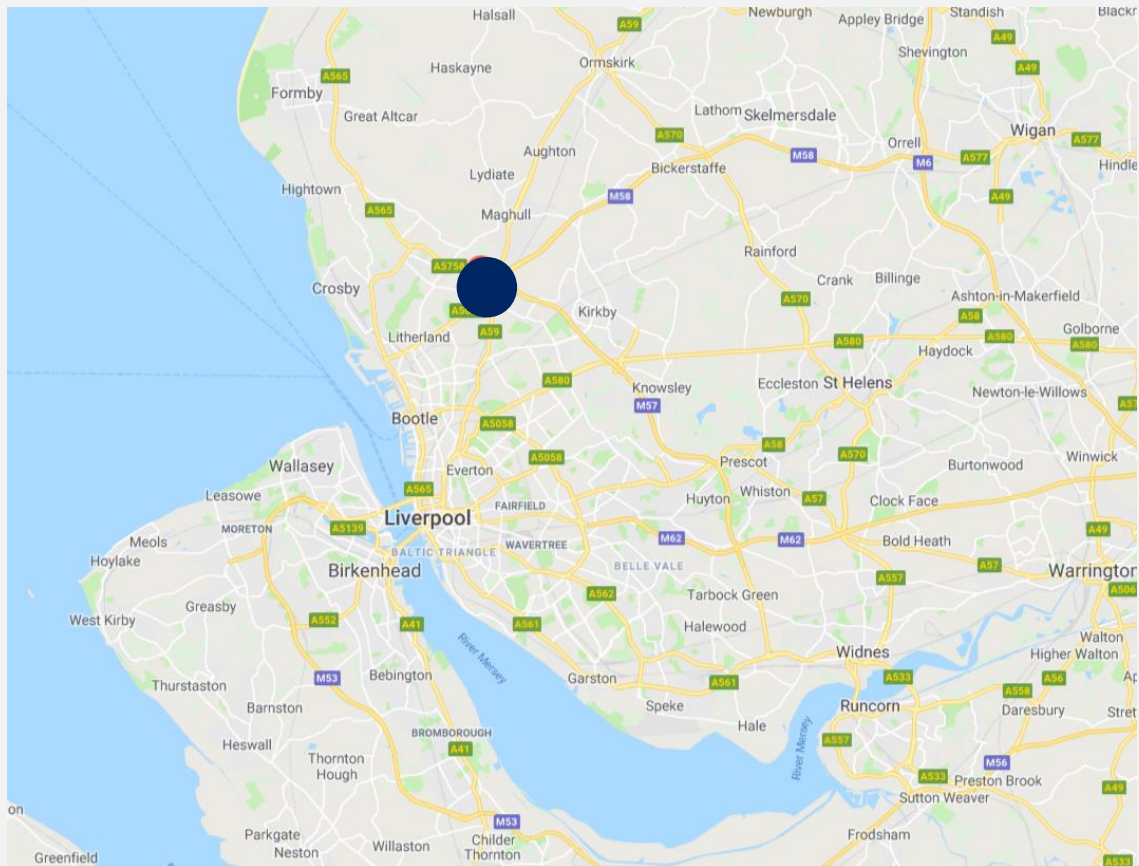 Halsall
A59
Newburgh
Appley Bridge
Standish
A49
Blackr
Shevington
Haskayne
Ormskirk
A49
A565
Formby
Great Altcar
Lathom
Skelmersdale
Wigan
A570
Orrell
A577
A577
Aughton
M58
M6
Hindle
Bickerstaffe
Lydiate
Hightown
M58
A49
A565
Maghull
Rainford
A5758
Crank
Billinge
Crosby
Ashton-in-Makerfield
A570
Kirkby
A58
Golborne
Litherland
A59
A580
A580
A580
Haydock
A580
Knowsley
Eccleston
St Helens
Newton-le-Willows
M57
Bootle
A5058
A58
A570
Wallasey
Everton
A5058
Prescot
Burtonwood
Winwick
Leasowe
A565
Huyton
Whiston
A57
Clock Face
FAIRFIELD
Liverpool
MORETON
A5139
A49
Meols
WAVERTREE
M62
M62
Bold Heath
Hoylake
BALTIC TRIANGLE
Birkenhead
BELLE VALE
A57
Warrington
A557
Greasby
A562
Tarbock Green
A506
West Kirby
A552
A41
A561
Halewood
Walton
River Mersey
Widnes
Higher Walton
Bebington
M53
Garston
A561
A533
A56
Thurstaston
A558
Barnston
Speke
Runcorn
Daresbury
Stret
Hale
BROMBOROUGH
River Mersey
A557
Heswall
A41
Thornton
Hough
M56
A533
Preston Brook
A49
Sutton Weaver
on
M53
Parkgate
Neston
Willaston
Childer
Thornton
Frodsham
Greenfield
A533